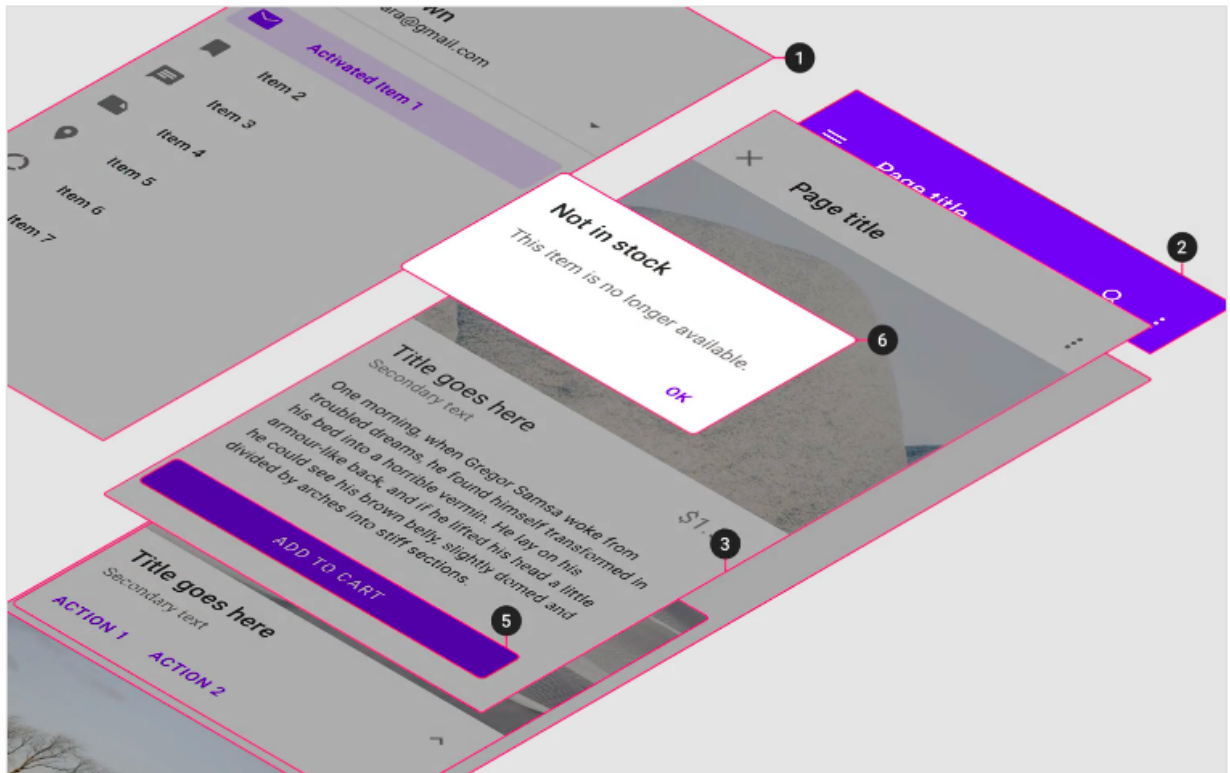 wn
ara@gmail.com
Activated Item 1
Item 2
Item 3
Item 4
Item 5
Item 6
Item 7
1
Page title
2
Page title
Not in stock
This item is no longer available.
OK
6
Title goes here
Secondary text
One morning, when Gregor Samsa woke from
troubled dreams, he found himself transformed in
his bed into a horrible vermin. He lay on his
armour-like back, and if he lifted his head a little
he could see his brown belly, slightly domed and
divided by arches into stiff sections.
$1.
3
ADD TO CART
5
Title goes here
Secondary text
ACTION 1
ACTION 2